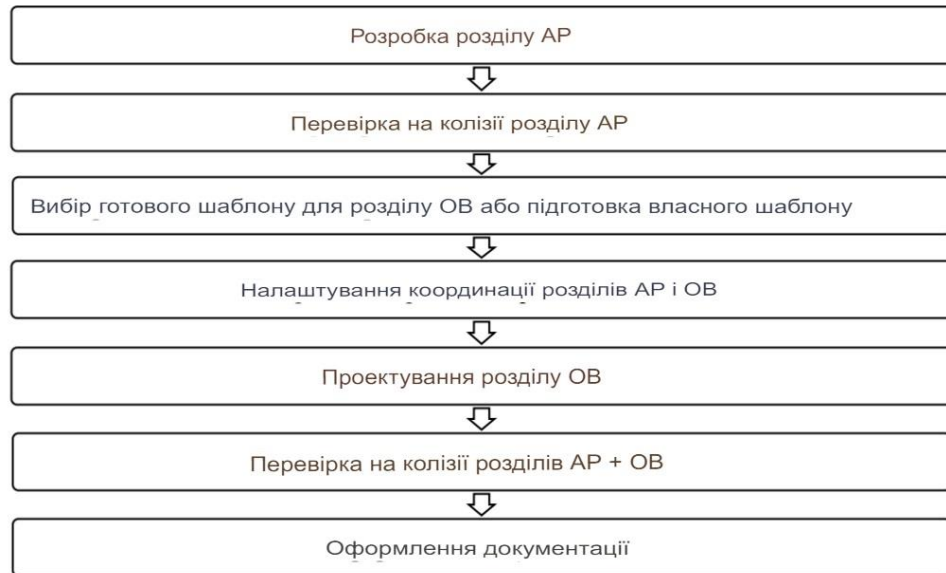 Розробка розділу АР
Перевірка на колізії розділу АР
Вибір готового шаблону для розділу ОВ або підготовка власного шаблону
Налаштування координації розділів АР і ОВ
Проектування розділу ОВ
Перевірка на колізії розділів АР + ОВ
Оформлення документації